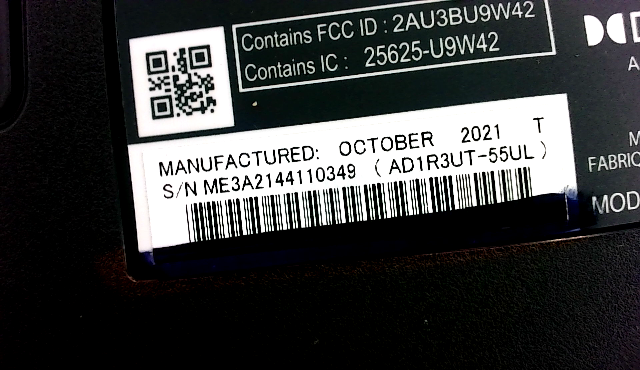 Contains FCC ID : 2AU3BU9W42
Contains IC : 25625-U9W42
MANUFACTURED: OCTOBER 2021 T
S/N ME3A2144110349 ( AD1R3UT-55UL )